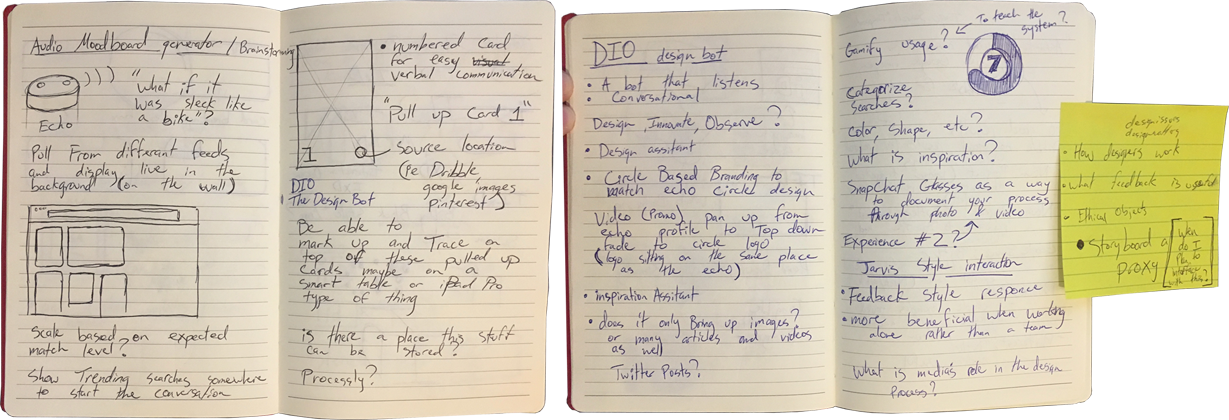 Audio Moodboard generator / Brainstorming
"What if it
was sleek like
a bike"?
Echo
Pull From different feeds
and display live in the
background (on the wall)
Scale based on expected
match level?
Show Trending searches somewhere
to start the conversation
1
• numbered Card
for easy visual
verbal communication
"Pull up Card 1"
Source location
(ie Dribble,
google images
Pinterest)
DIO
The Design Bot
Be able to
mark up and Trace on
top of these pulled up
Cards maybe on a
smart table or iPad Pro
type of thing
is there a place this stuff
can be stored?
Processly?
DIO design bot
• A bot that listens
• Conversational
Design, Innovate, Observe?
• Design assistant
• Circle Based Branding to
match echo circle design
Video (Promo) pan up from
echo profile to Top down
fade to circle logo
(logo sitting on the same place
as the echo)
• inspiration Assitant
• does it only Bring up images?
or many articles and videos
as well
Twitter Posts?
Gamify usage?
To teach the
system?
7
Categorize
Searches?
Color, Shape, etc?
What is inspiration?
SnapChat Glasses as a way
to document your process
through photo & video
Experience #2?
Jarvis Style interaction
• Feedback style responce
• more beneficial when working
alone rather than a team
What is media's role in the design
Process?
• How designers work
• what feedback is useful
• Ethical Objects
• Storyboard a
proxy
When
do I
to
interface
with this?